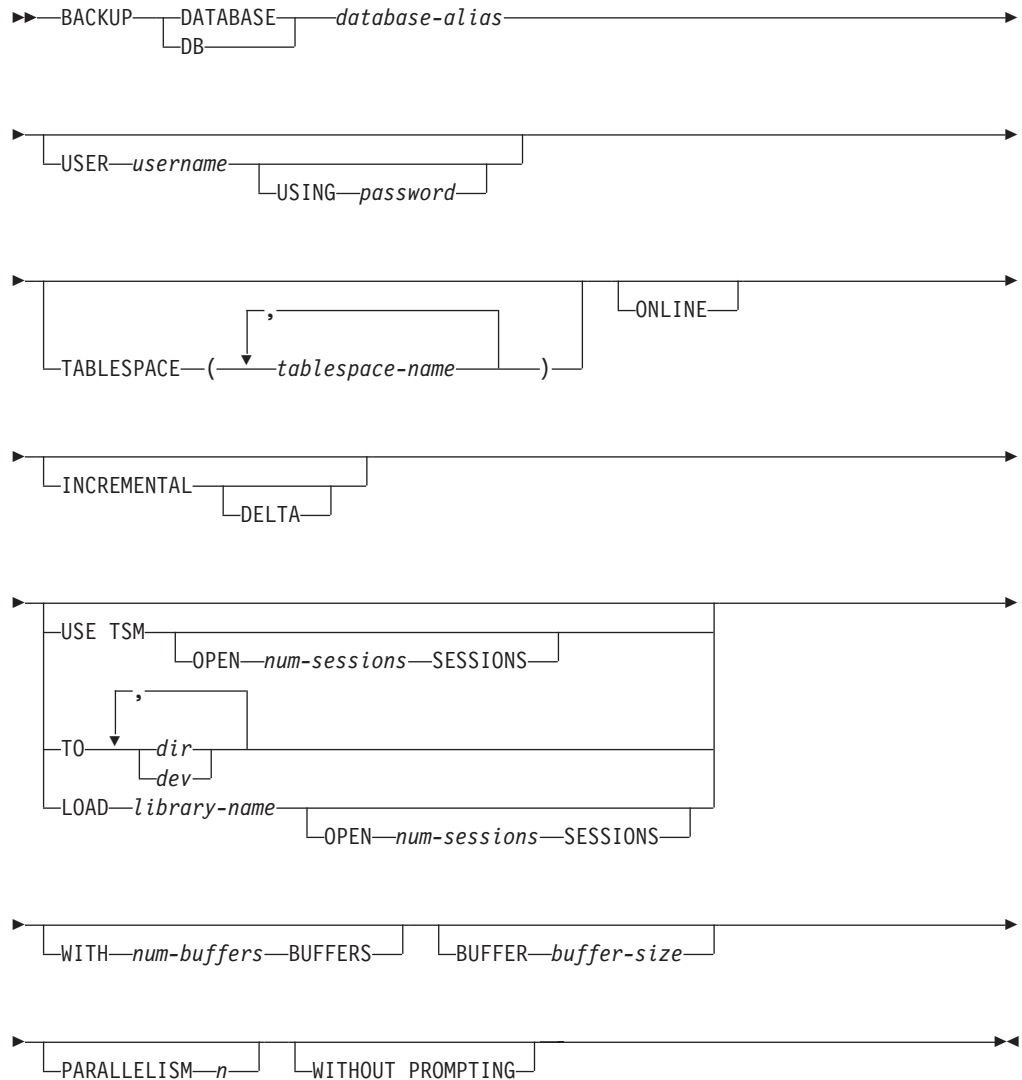 BACKUP DATABASE database-alias
DB
USER username
USING password
,
ONLINE
TABLESPACE ( tablespace-name )
INCREMENTAL
DELTA
USE TSM
OPEN num-sessions SESSIONS
,
TO dir
dev
LOAD library-name
OPEN num-sessions SESSIONS
WITH num-buffers BUFFERS BUFFER buffer-size
PARALLELISM n WITHOUT PROMPTING